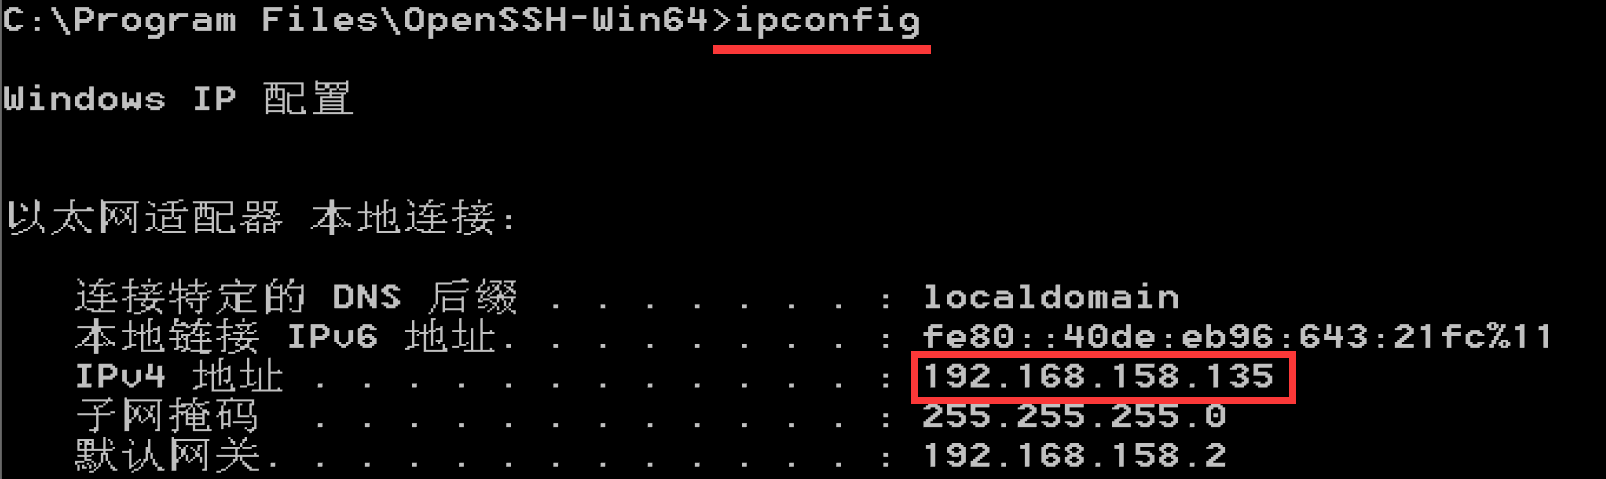 C:\Program Files\OpenSSH-Win64>ipconfig
Windows IP 配置
以太网适配器 本地连接:
连接特定的 DNS 后缀 . . . . . . . : localdomain
本地链接 IPv6 地址. . . . . . . . : fe80::40de:eb96:643:21fc%11
IPv4 地址 . . . . . . . . . . . . : 192.168.158.135
子网掩码  . . . . . . . . . . . . : 255.255.255.0
默认网关. . . . . . . . . . . . . : 192.168.158.2